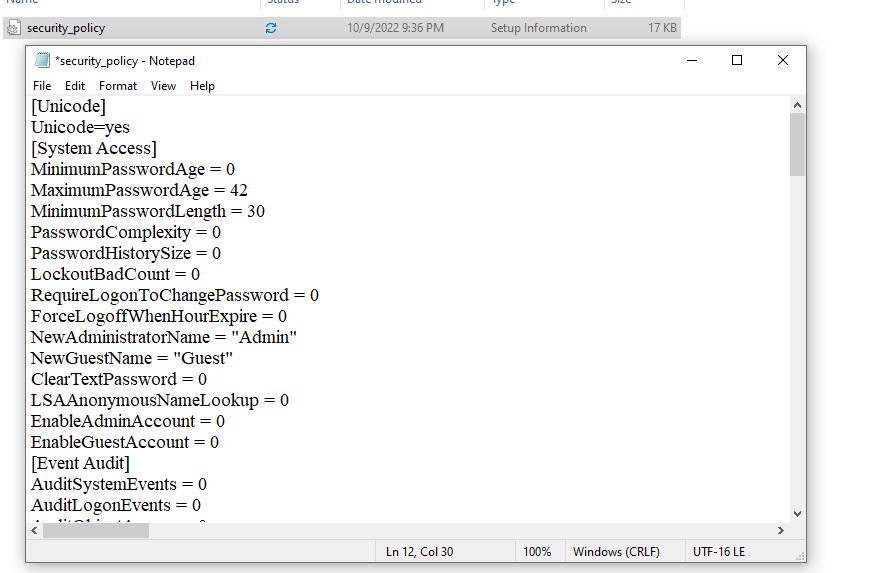 Name Status Date modified Type Size
security_policy 10/9/2022 9:36 PM Setup Information 17 KB
*security_policy - Notepad
File Edit Format View Help
[Unicode]
Unicode=yes
[System Access]
MinimumPasswordAge = 0
MaximumPasswordAge = 42
MinimumPasswordLength = 30
PasswordComplexity = 0
PasswordHistorySize = 0
LockoutBadCount = 0
RequireLogonToChangePassword = 0
ForceLogoffWhenHourExpire = 0
NewAdministratorName = "Admin"
NewGuestName = "Guest"
ClearTextPassword = 0
LSAAnonymousNameLookup = 0
EnableAdminAccount = 0
EnableGuestAccount = 0
[Event Audit]
AuditSystemEvents = 0
AuditLogonEvents = 0
Ln 12, Col 30 100% Windows (CRLF) UTF-16 LE